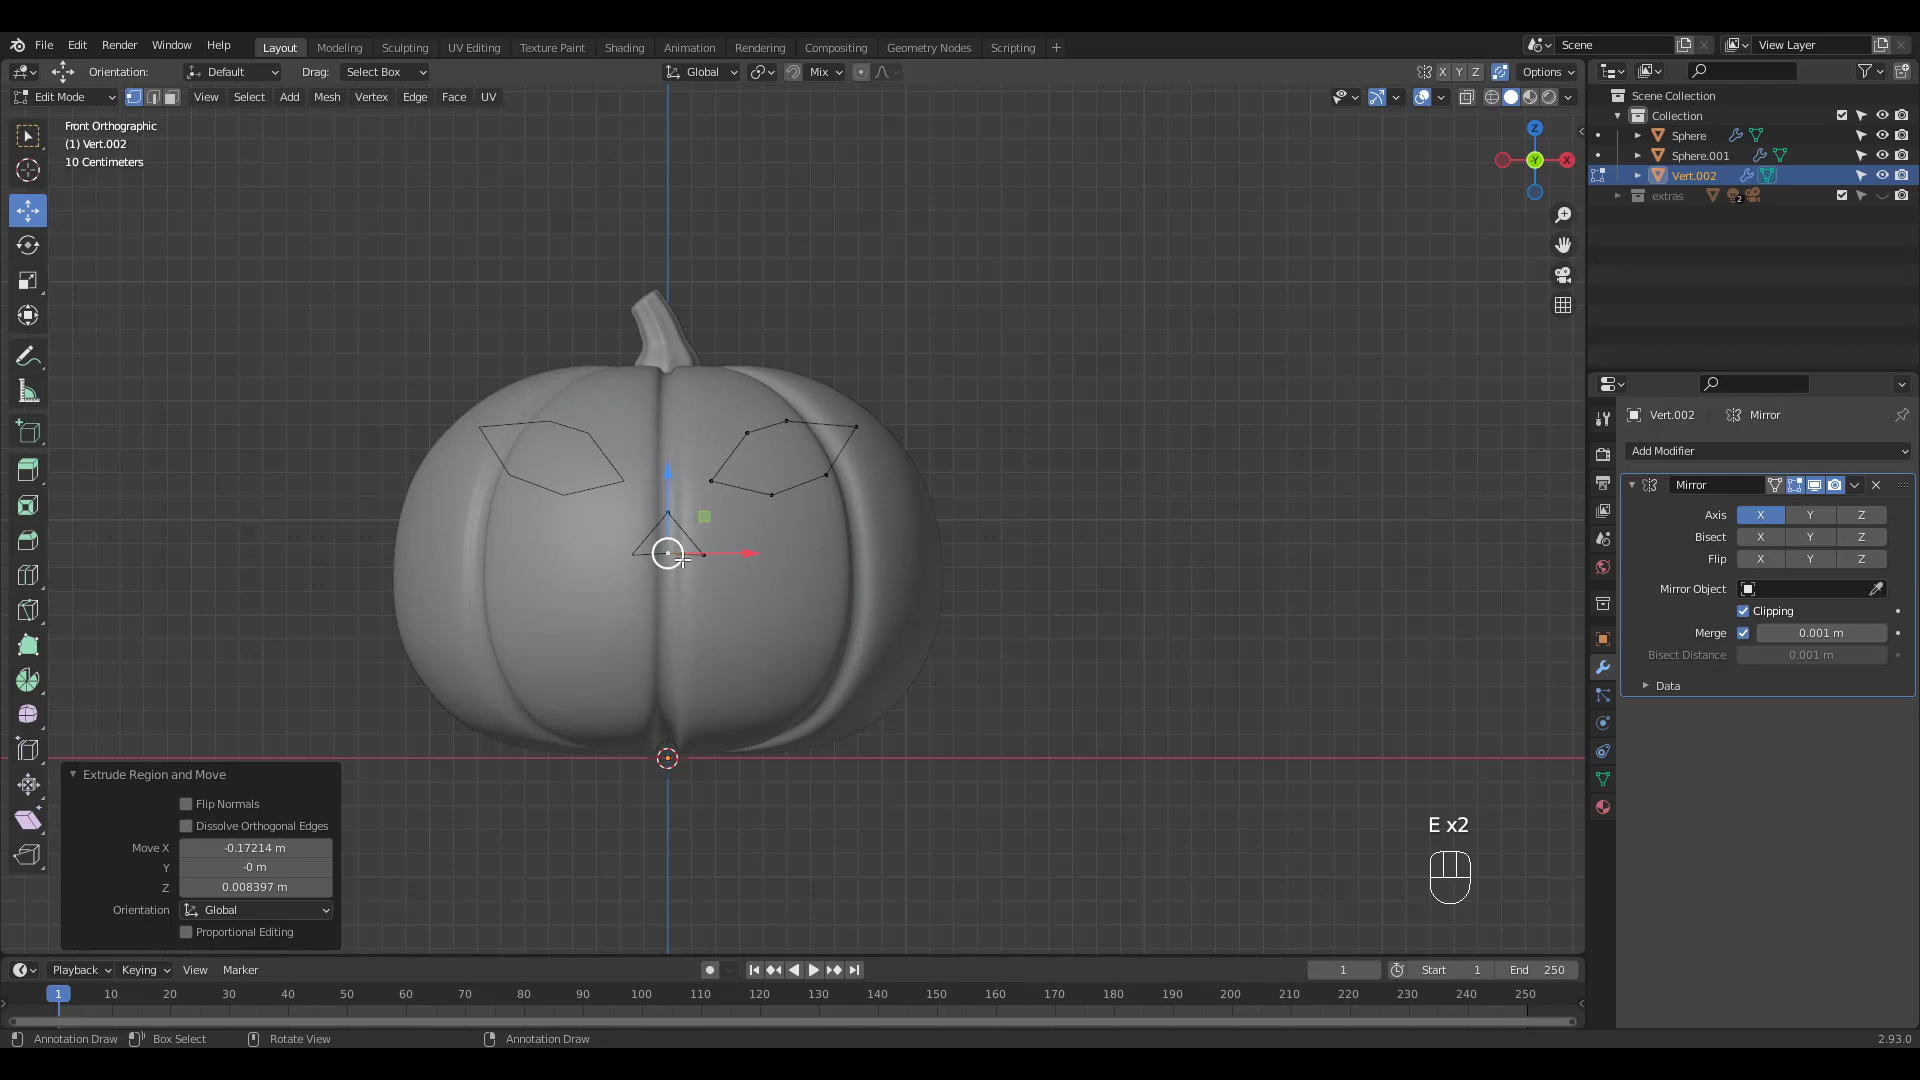 File Edit Render Window Help Layout Modeling Sculpting UV Editing Texture Paint Shading Animation Rendering Compositing Geometry Nodes Scripting + Scene View Layer
Orientation: Default Drag: Select Box Global Mix X Y Z Options
Edit Mode View Select Add Mesh Vertex Edge Face UV
Front Orthographic
(1) Vert.002
10 Centimeters
Z
Y
X
Scene Collection
Collection
Sphere
Sphere.001
Vert.002
extras 2
Vert.002 Mirror
Add Modifier
Mirror
Axis X Y Z
Bisect X Y Z
Flip X Y Z
Mirror Object
Clipping
Merge 0.001 m
Bisect Distance 0.001 m
Data
Extrude Region and Move
Flip Normals
Dissolve Orthogonal Edges
Move X -0.17214 m
Y -0 m
Z 0.008397 m
Orientation Global
Proportional Editing
E x2
Playback Keying View Marker 1 Start 1 End 250
1 10 20 30 40 50 60 70 80 90 100 110 120 130 140 150 160 170 180 190 200 210 220 230 240 250
Annotation Draw Box Select Rotate View Annotation Draw 2.93.0